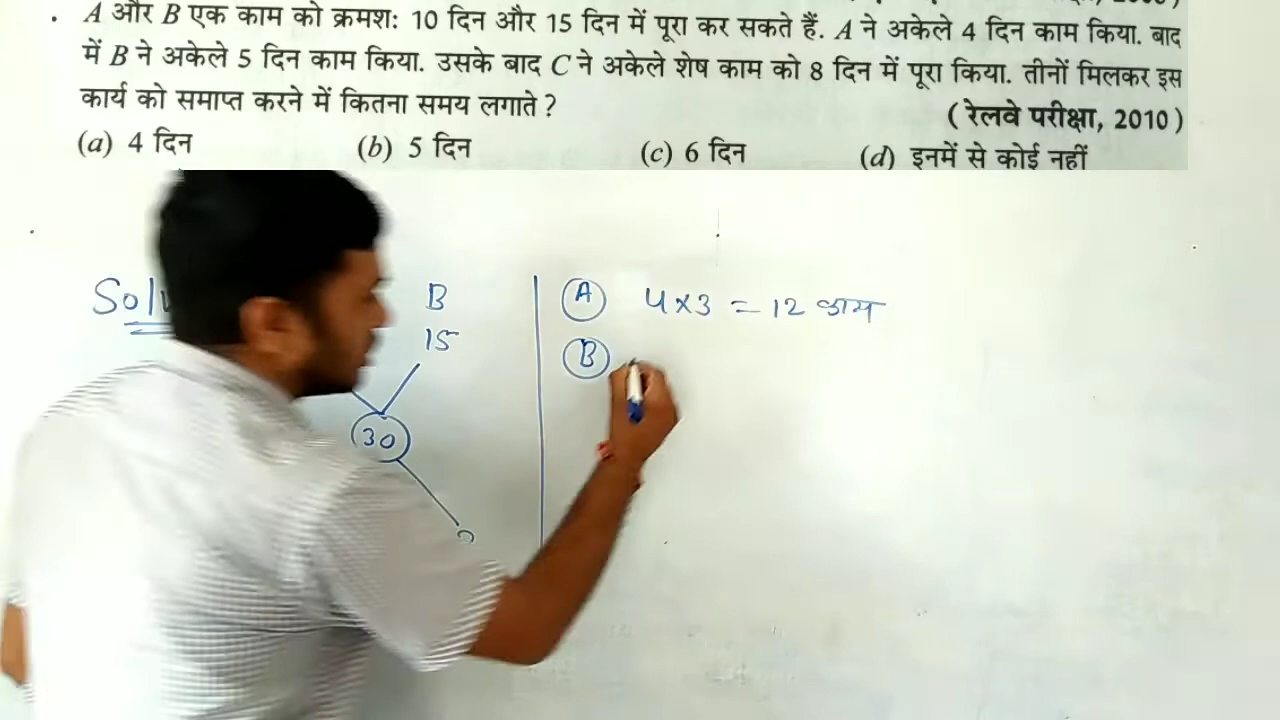 A और B एक काम को क्रमशः 10 दिन और 15 दिन में पूरा कर सकते हैं. A ने अकेले 4 दिन काम किया. बाद
में B ने अकेले 5 दिन काम किया. उसके बाद C ने अकेले शेष काम को 8 दिन में पूरा किया. तीनों मिलकर इस
कार्य को समाप्त करने में कितना समय लगाते ?
( रेलवे परीक्षा, 2010 )
(a) 4 दिन (b) 5 दिन (c) 6 दिन (d) इनमें से कोई नहीं
B
15
30
A 4×3 = 12 कार्य
B